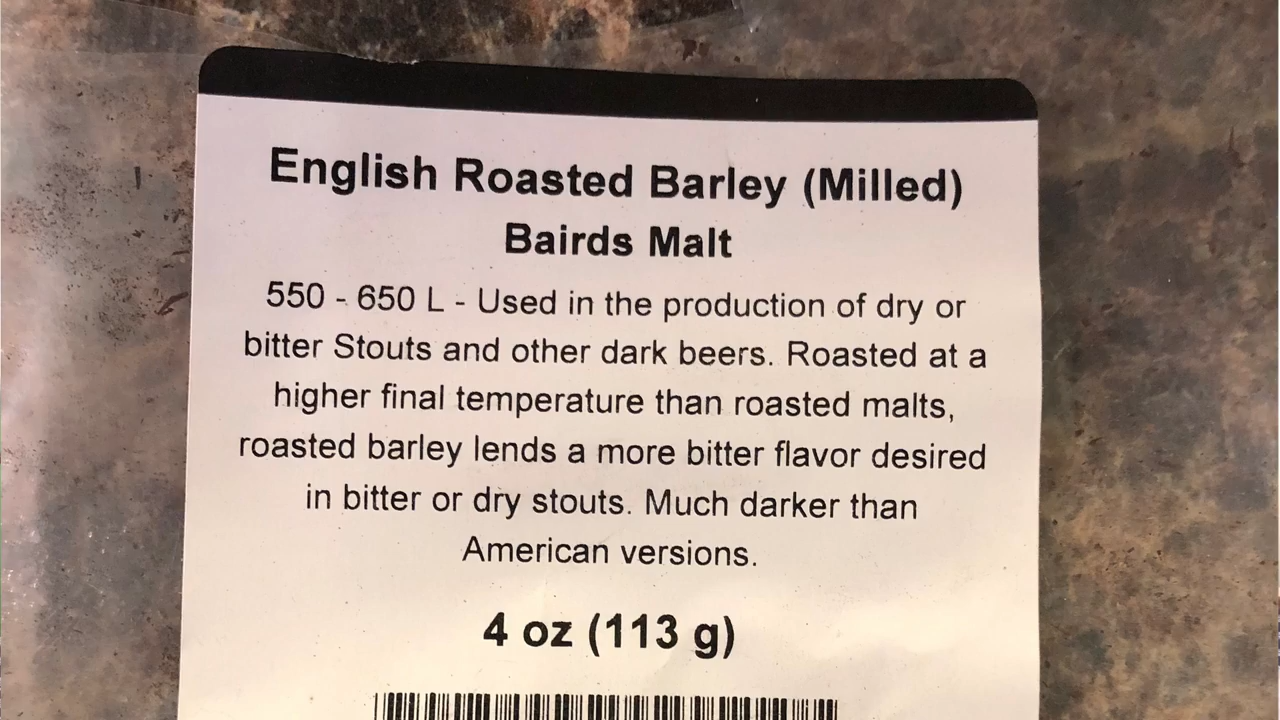 English Roasted Barley (Milled)
Bairds Malt
550 - 650 L - Used in the production of dry or
bitter Stouts and other dark beers. Roasted at a
higher final temperature than roasted malts,
roasted barley lends a more bitter flavor desired
in bitter or dry stouts. Much darker than
American versions.
4 oz (113 g)